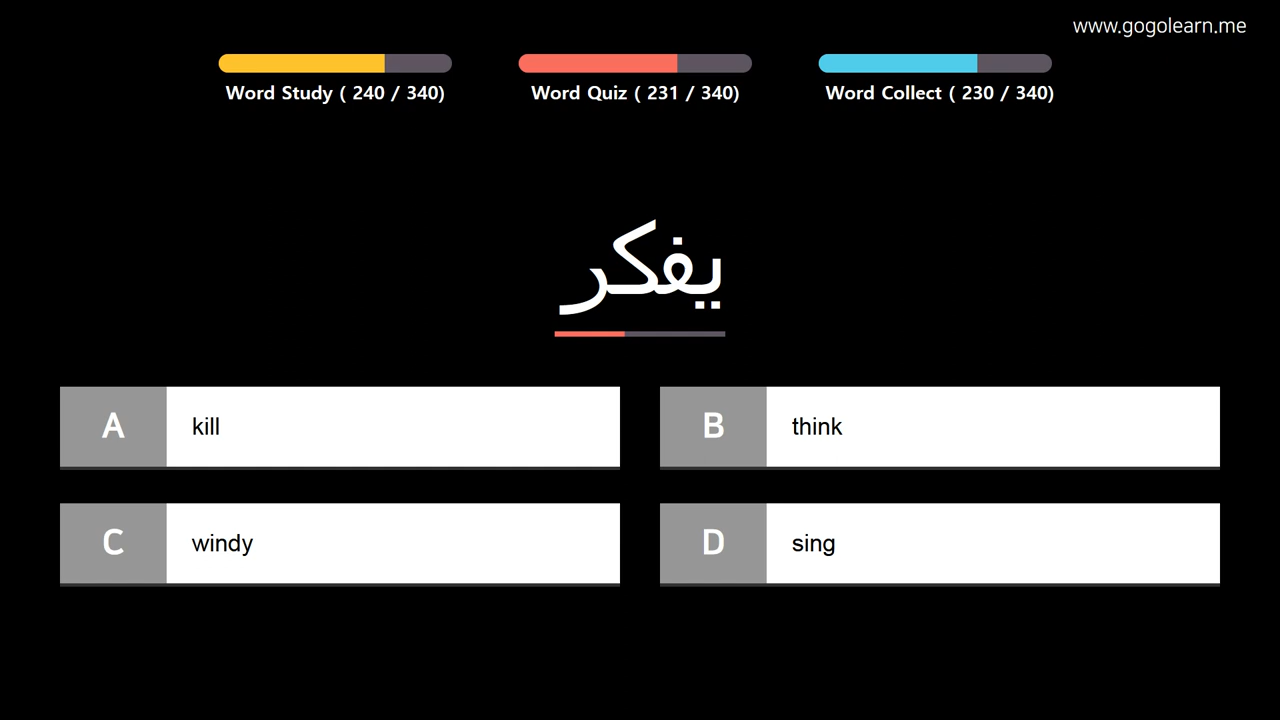 www.gogolearn.me
Word Study ( 240 / 340)
Word Quiz ( 231 / 340)
Word Collect ( 230 / 340)
يفكر
A kill
B think
C windy
D sing